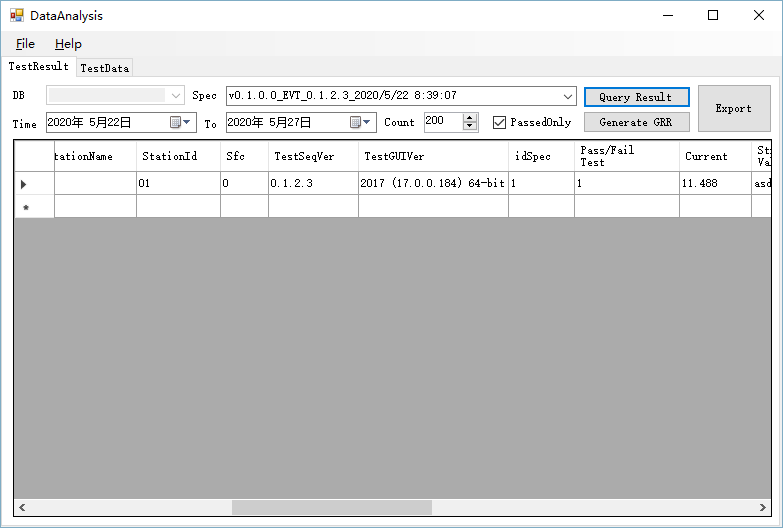 DataAnalysis
File Help
TestResult TestData
DB Spec v0.1.0.0_EVT_0.1.2.3_2020/5/22 8:39:07 Query Result Export
Time 2020年 5月22日 To 2020年 5月27日 Count 200 PassedOnly Generate GRR
tationName StationId Sfc TestSeqVer TestGUIVer idSpec Pass/Fail Test Current
01 0 0.1.2.3 2017 (17.0.0.184) 64-bit 1 1 11.488 asd